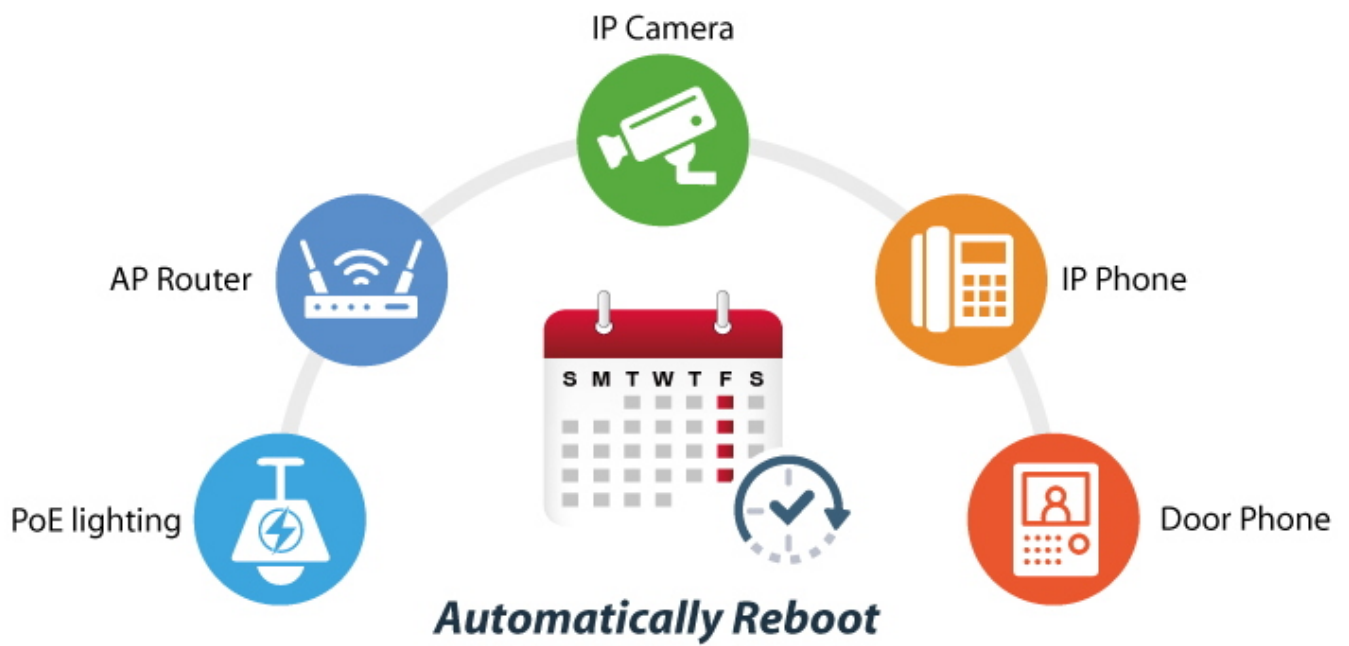 IP Camera
AP Router
IP Phone
S M T W T F S
PoE lighting
Door Phone
Automatically Reboot